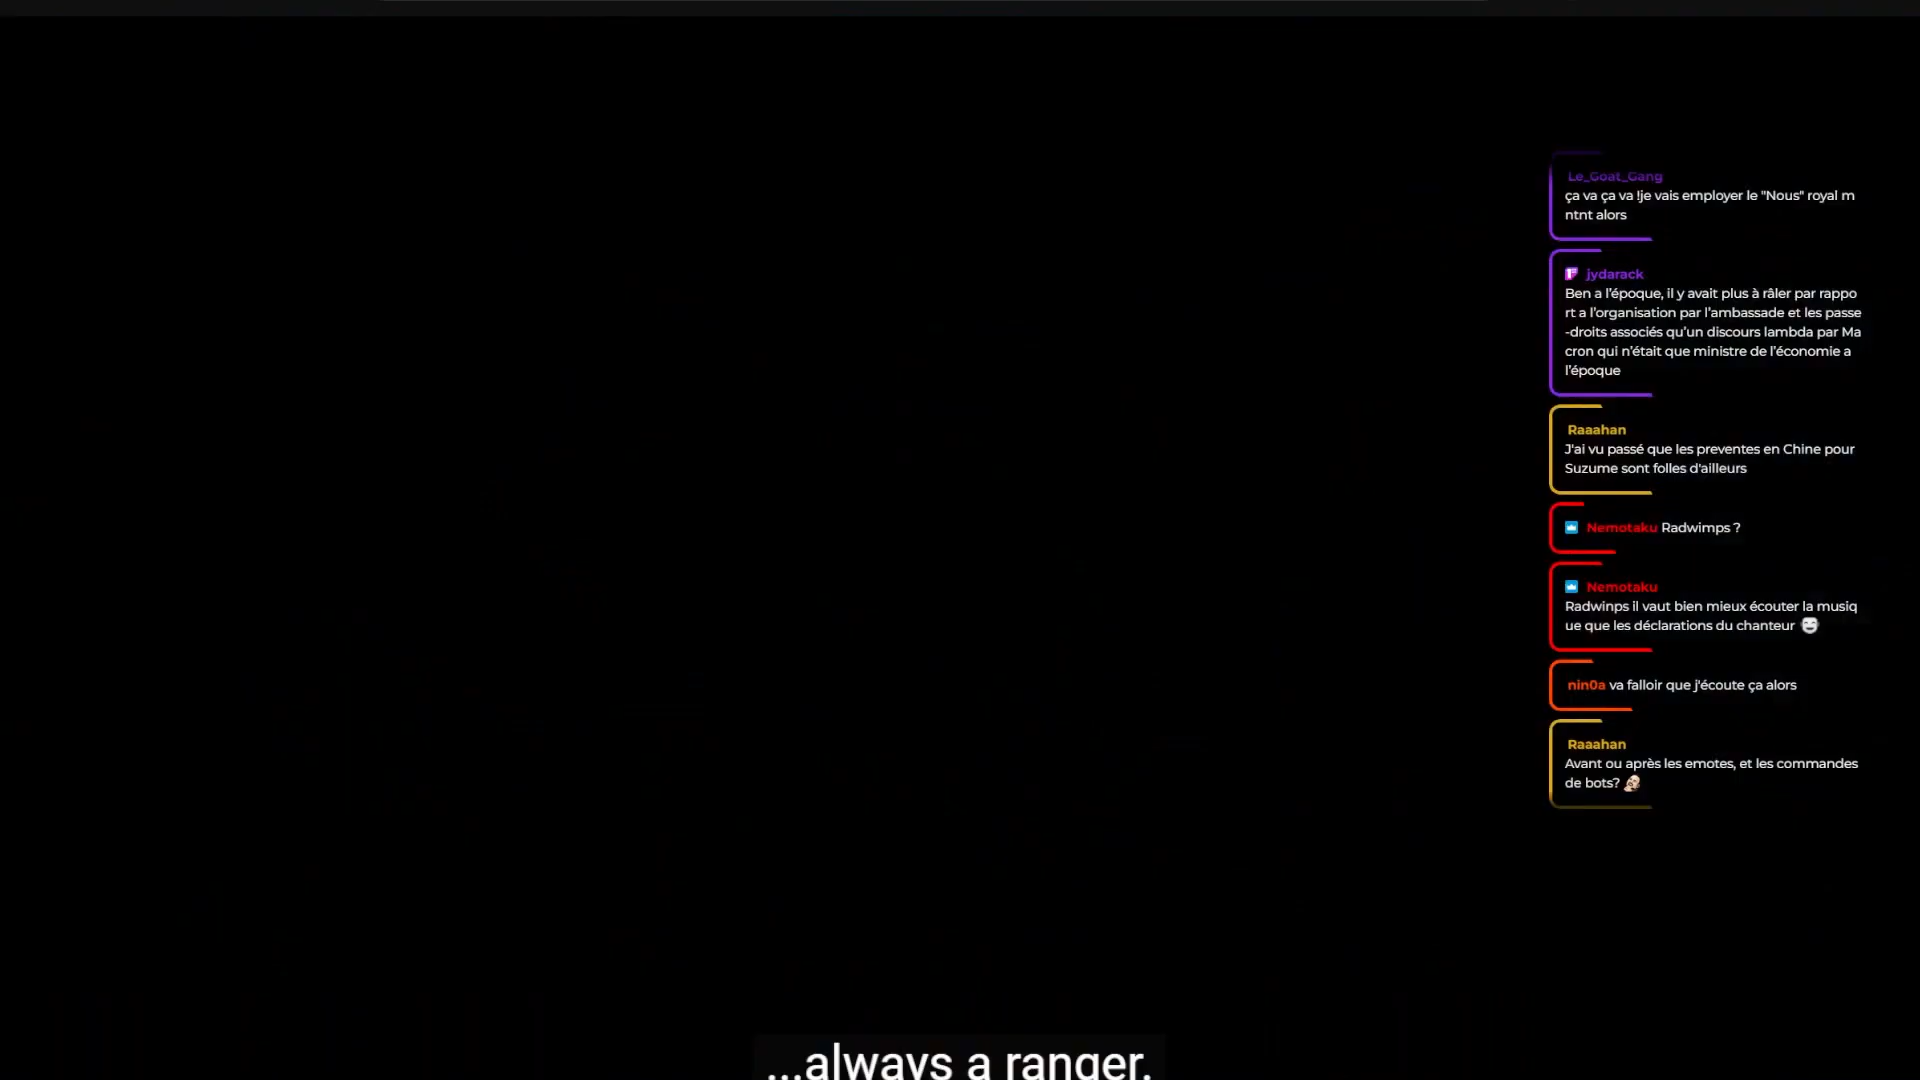 Le_Goat_Gang
ça va ça va !je vais employer le "Nous" royal m
ntnt alors
jydarack
Ben a l'époque, il y avait plus à râler par rappo
rt a l'organisation par l'ambassade et les passe
-droits associés qu'un discours lambda par Ma
cron qui n'était que ministre de l'économie a
l'époque
Raaahan
J'ai vu passé que les preventes en Chine pour
Suzume sont folles d'ailleurs
Nemotaku Radwimps ?
Nemotaku
Radwinps il vaut bien mieux écouter la musiq
ue que les déclarations du chanteur
nin0a va falloir que j'écoute ça alors
Raaahan
Avant ou après les emotes, et les commandes
de bots?
...always a ranger.